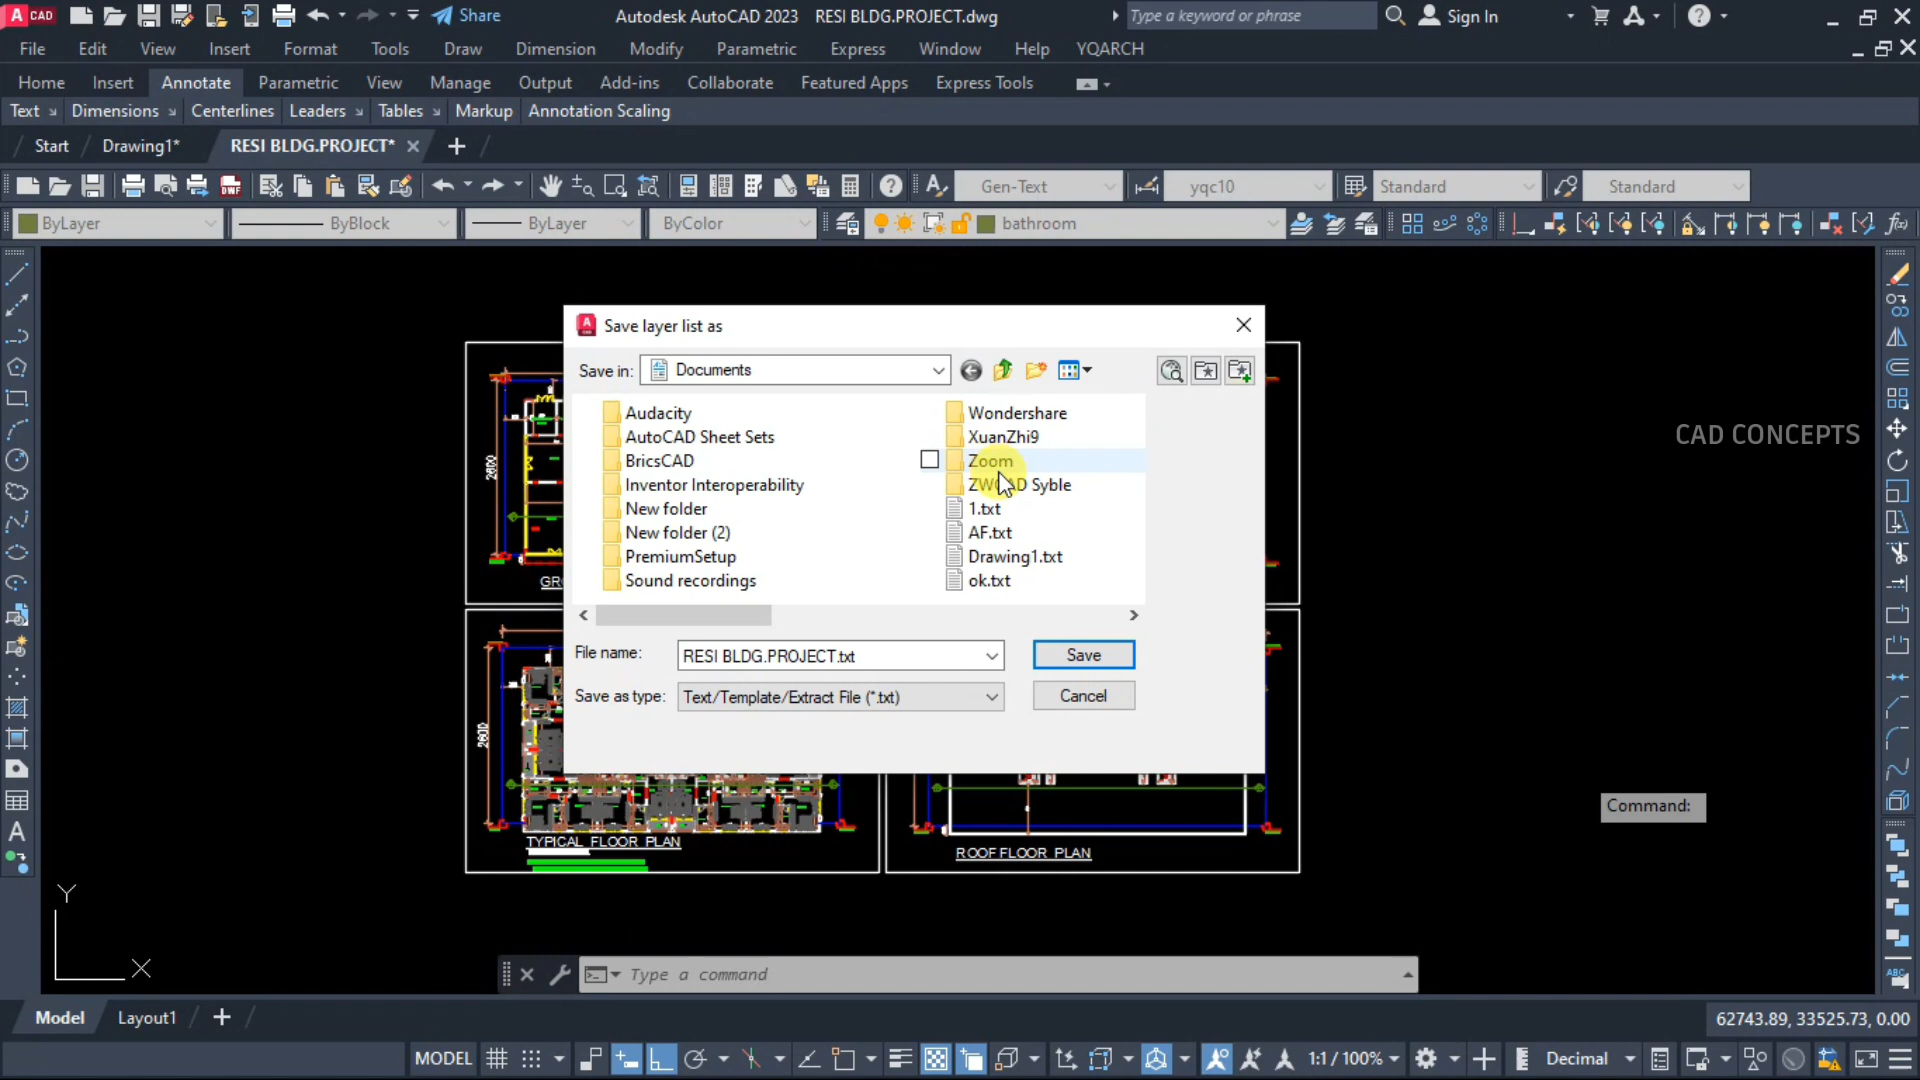 A CAD
Share
Autodesk AutoCAD 2023 RESI BLDG.PROJECT.dwg
Type a keyword or phrase
Sign In
File Edit View Insert Format Tools Draw Dimension Modify Parametric Express Window Help YQARCH
Home Insert Annotate Parametric View Manage Output Add-ins Collaborate Featured Apps Express Tools
Text Dimensions Centerlines Leaders Tables Markup Annotation Scaling
Start Drawing1* RESI BLDG.PROJECT*
DWF
Gen-Text yqc10 Standard Standard
ByLayer ByBlock ByLayer ByColor bathroom
Save layer list as
Save in: Documents
Audacity
AutoCAD Sheet Sets
BricsCAD
Inventor Interoperability
New folder
New folder (2)
PremiumSetup
Sound recordings
Wondershare
XuanZhi9
Zoom
ZWCAD Syble
1.txt
AF.txt
Drawing1.txt
ok.txt
File name: RESI BLDG.PROJECT.txt Save
Save as type: Text/Template/Extract File (*.txt) Cancel
CAD CONCEPTS
2600
GRO
2600
TYPICAL FLOOR PLAN
ROOF FLOOR PLAN
Command:
Y
X
Type a command
ABC
Model Layout1
62743.89, 33525.73, 0.00
MODEL 1:1 / 100% Decimal